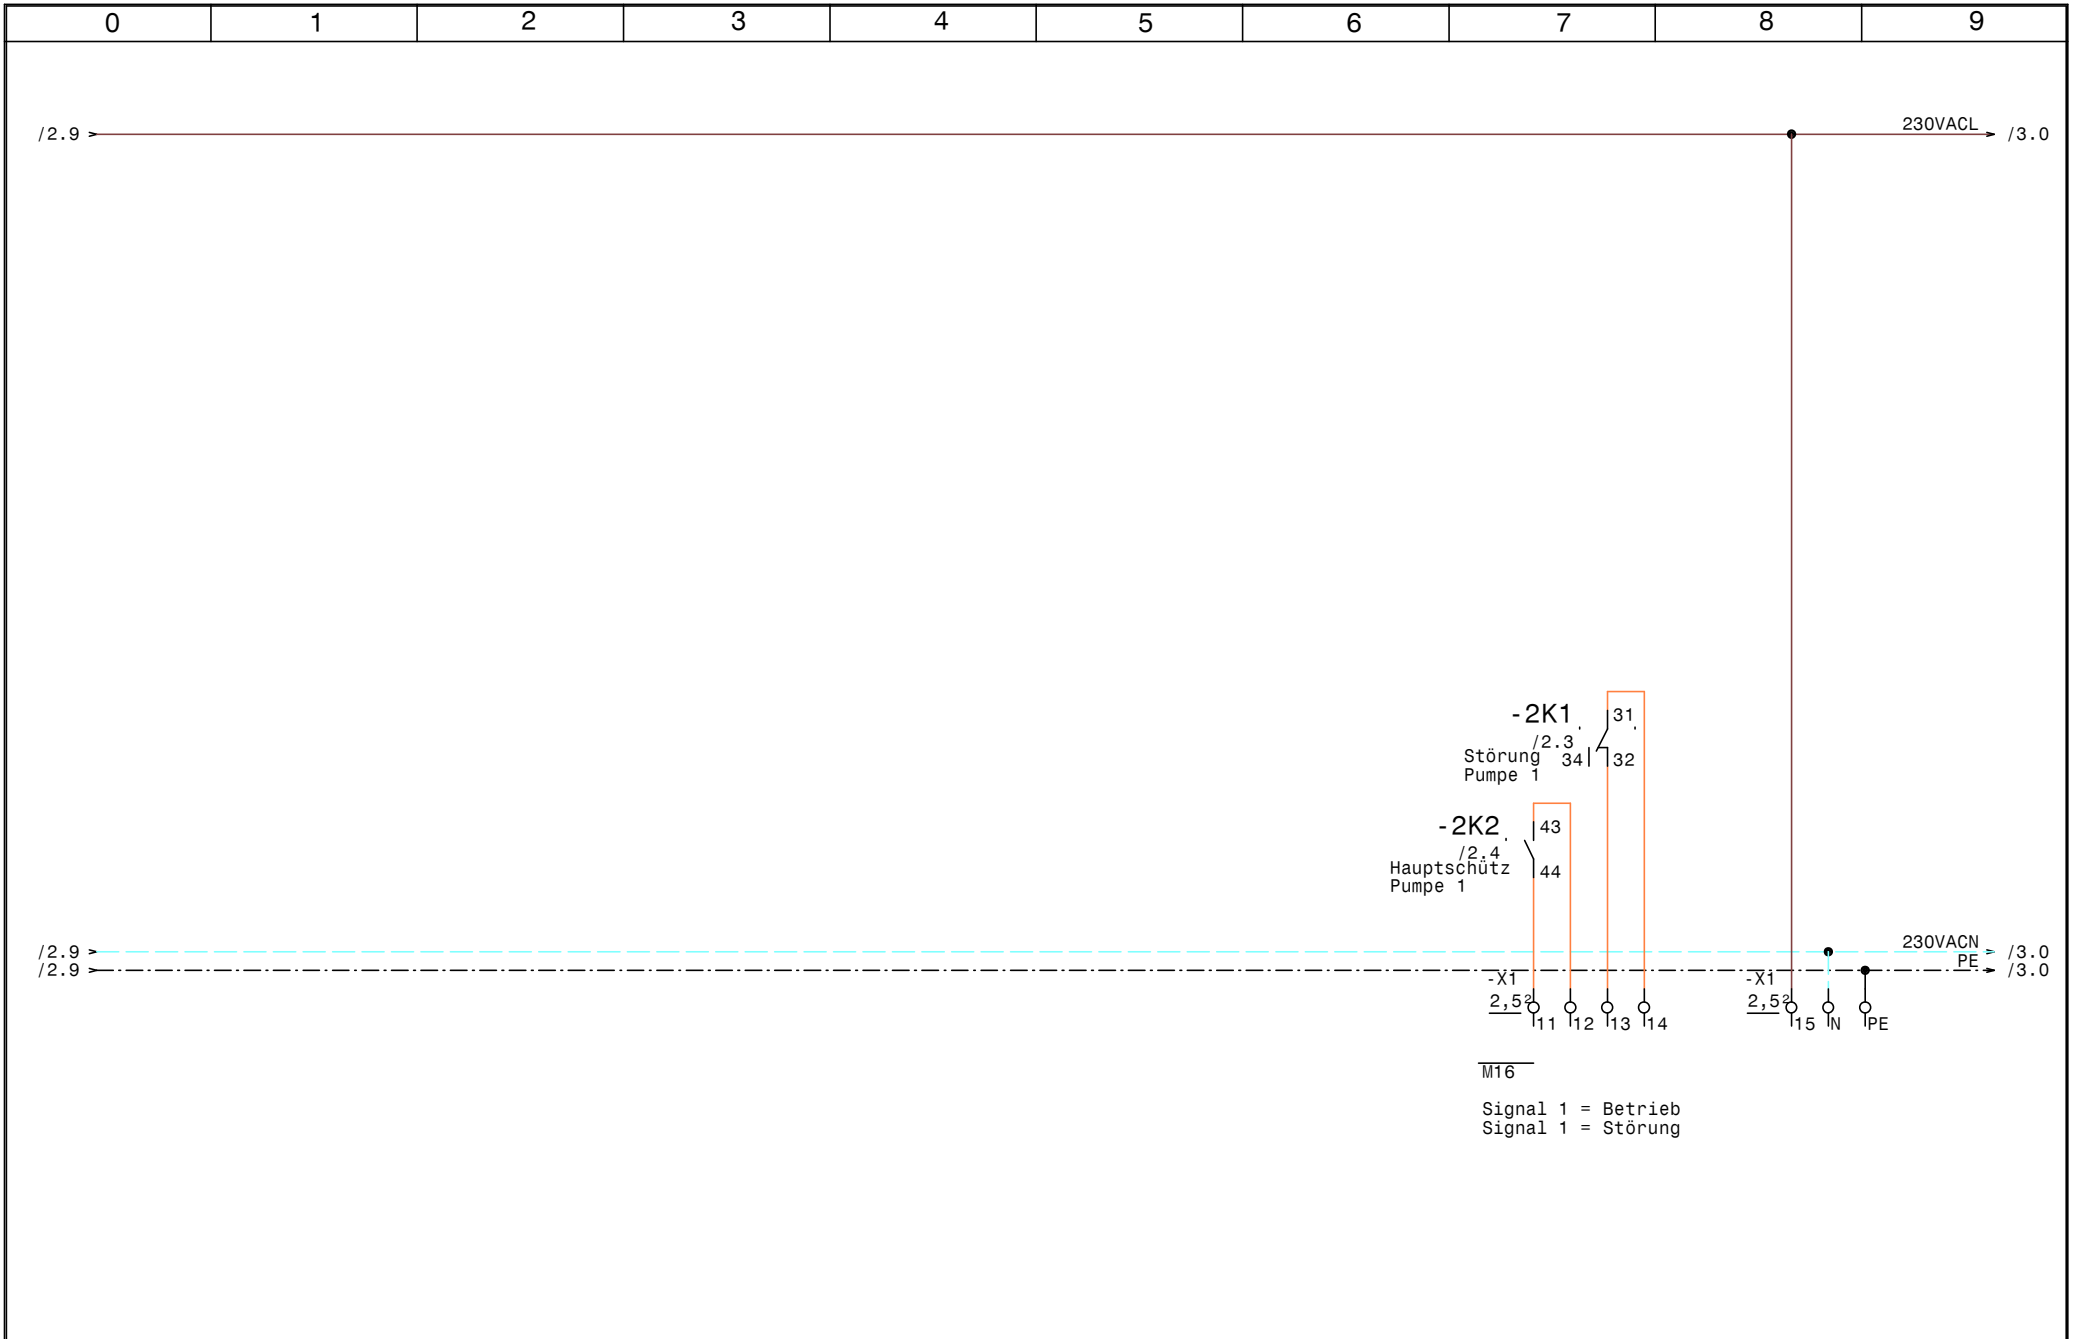 0 1 2 3 4 5 6 7 8 9
/2.9 230VACL /3.0
-2K1 31
/2.3
Störung 34 32
Pumpe 1
-2K2 43
/2.4
Hauptschütz 44
Pumpe 1
/2.9 230VACN /3.0
/2.9 PE /3.0
-X1 -X1
2,5² 2,5²
11 12 13 14 15 N PE
M16
Signal 1 = Betrieb
Signal 1 = Störung